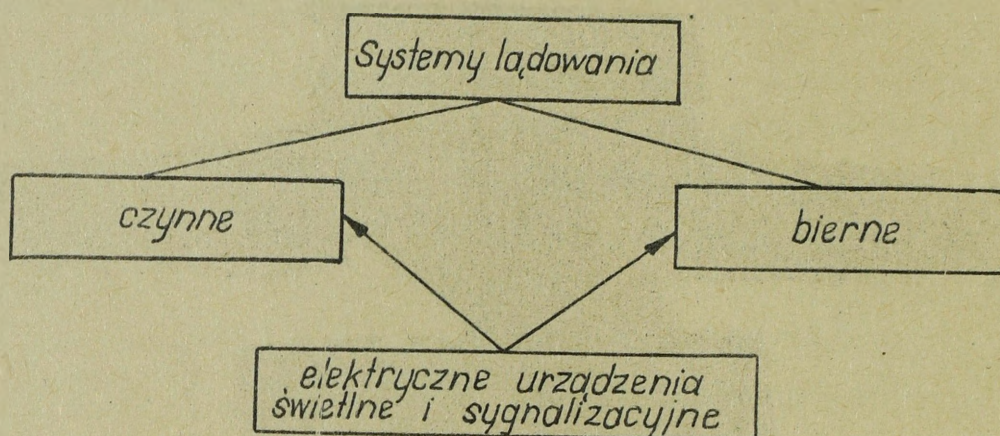 Systemy lądowania
czynne
bierne
elektryczne urządzenia
świetlne i sygnalizacyjne